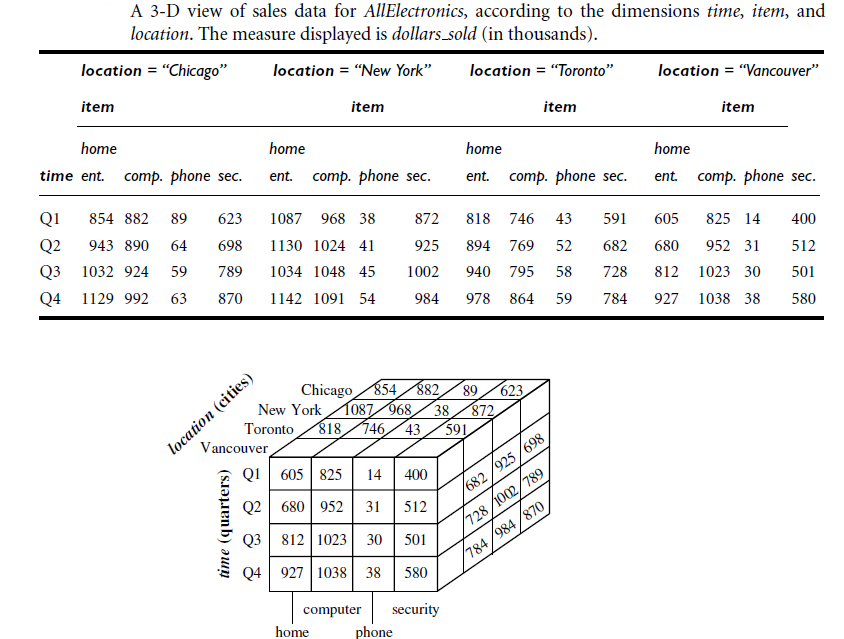 A 3-D view of sales data for AllElectronics, according to the dimensions time, item, and
location. The measure displayed is dollars_sold (in thousands).
location = “Chicago” location = “New York” location = “Toronto” location = “Vancouver”
item item item item
home home home home
time ent. comp. phone sec. ent. comp. phone sec. ent. comp. phone sec. ent. comp. phone sec.
Q1 854 882 89 623 1087 968 38 872 818 746 43 591 605 825 14 400
Q2 943 890 64 698 1130 1024 41 925 894 769 52 682 680 952 31 512
Q3 1032 924 59 789 1034 1048 45 1002 940 795 58 728 812 1023 30 501
Q4 1129 992 63 870 1142 1091 54 984 978 864 59 784 927 1038 38 580
location (cities)
Chicago 854 882 89 623
New York 1087 968 38 872
Toronto 818 746 43 591
Vancouver
time (quarters)
Q1 605 825 14 400
Q2 680 952 31 512
Q3 812 1023 30 501
Q4 927 1038 38 580
682 925 698
728 1002 789
784 984 870
computer security
home phone